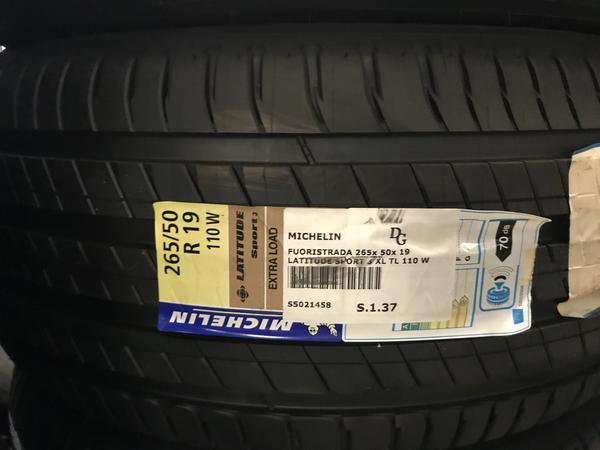 265/50
R 19
110 W
LATITUDE
Sport 3
EXTRA LOAD
MICHELIN
MICHELIN
DG
FUORISTRADA 265x 50x 19
LATITUDE SPORT 3 XL TL 110 W
S5021458
S.1.37
70 dB